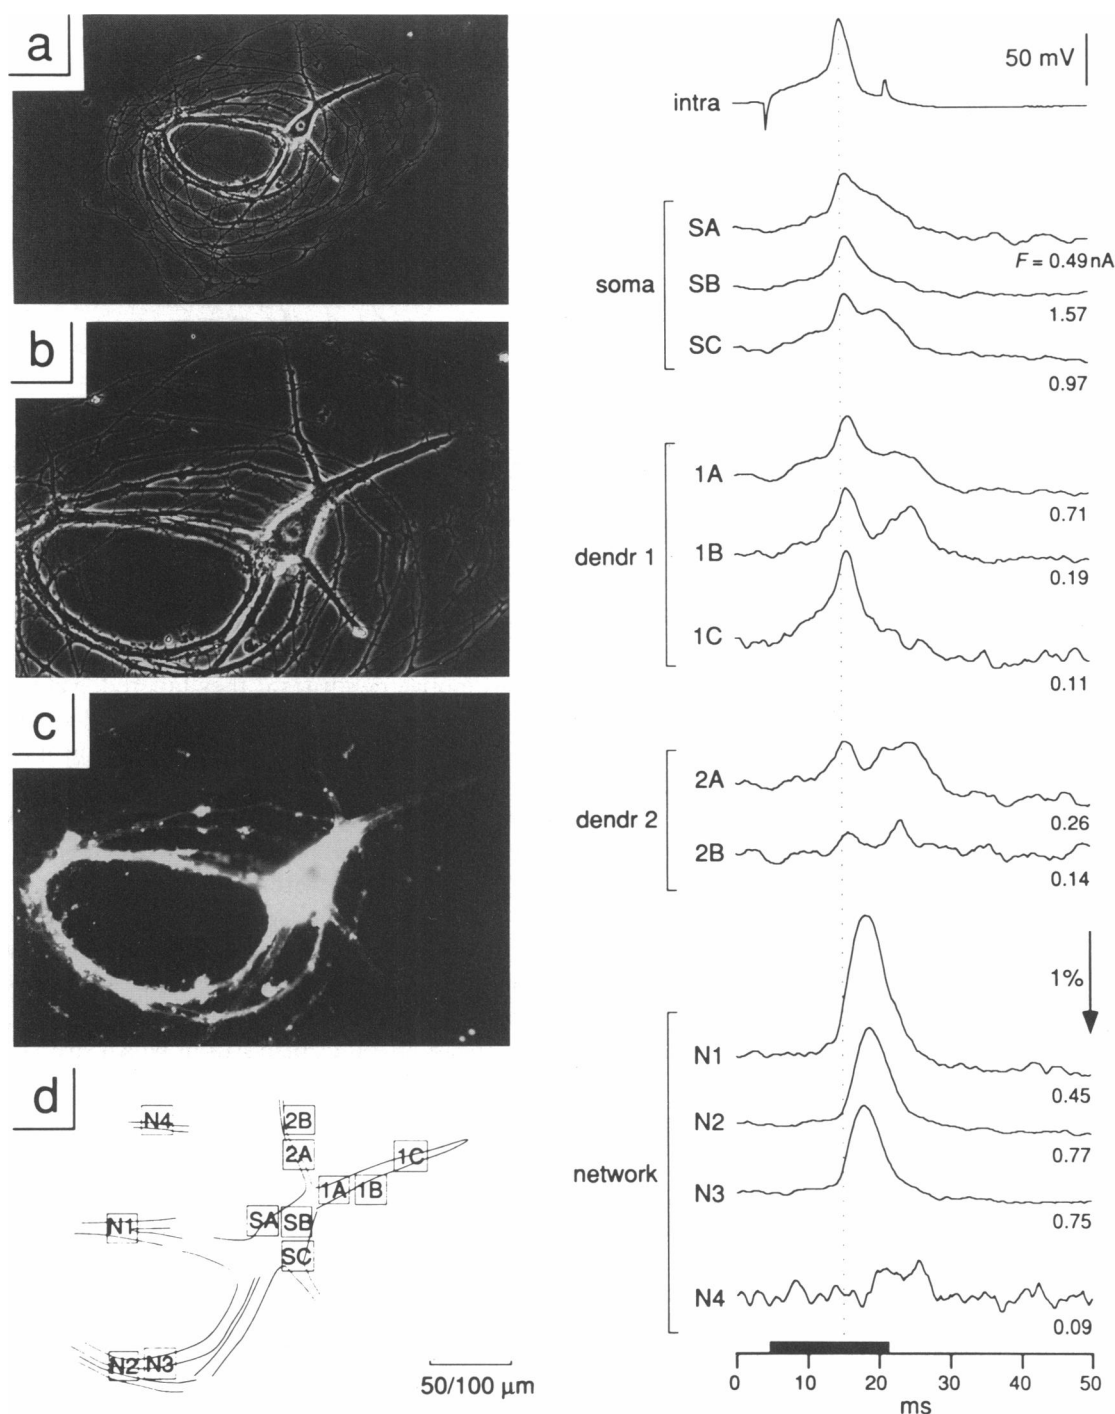 a
b
c
d
N4
2B
2A
1C
1A
1B
SA
SB
N1
SC
N2
N3
50/100 μm
50 mV
intra
soma
SA
F = 0.49 nA
SB
1.57
SC
0.97
dendr 1
1A
0.71
1B
0.19
1C
0.11
dendr 2
2A
0.26
2B
0.14
1%
network
N1
0.45
N2
0.77
N3
0.75
N4
0.09
0 10 20 30 40 50
ms